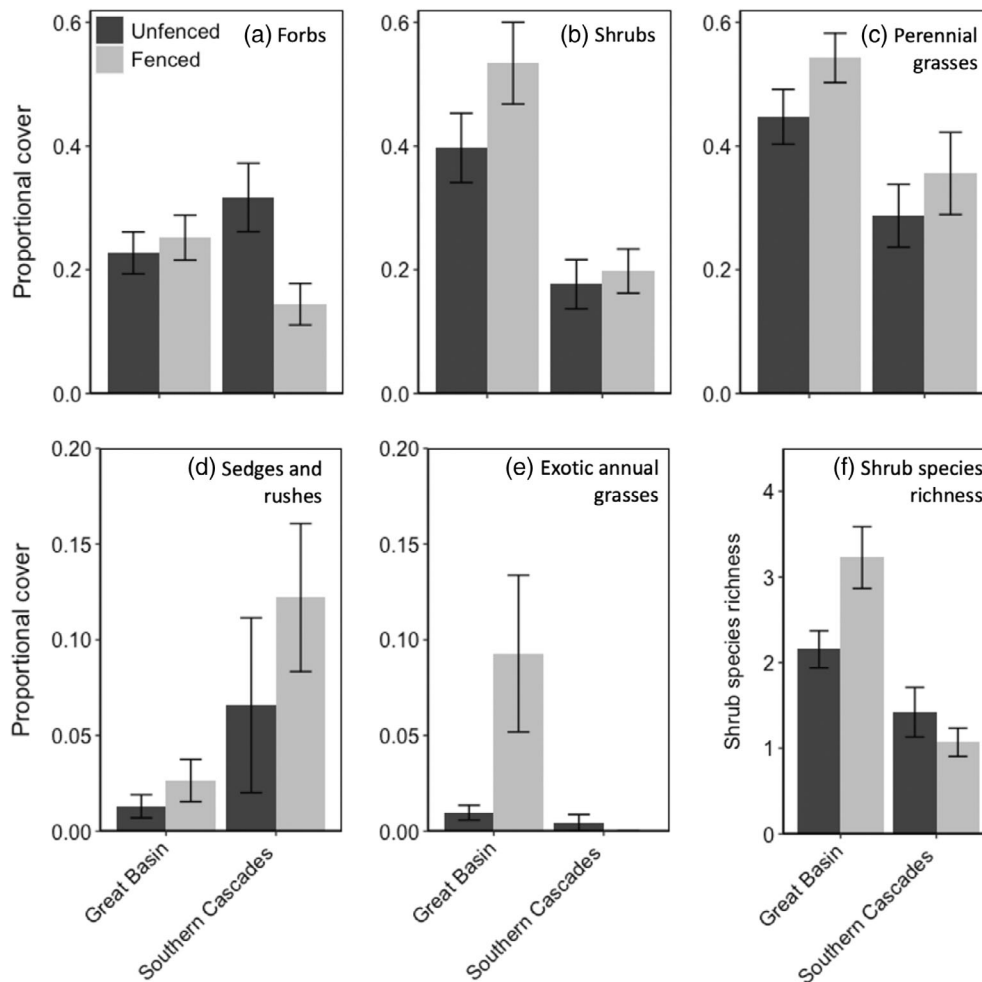 Unfenced
Fenced
(a) Forbs
(b) Shrubs
(c) Perennial
grasses
Proportional cover
0.6
0.4
0.2
0.0
0.6
0.4
0.2
0.0
0.6
0.4
0.2
0.0
(d) Sedges and
rushes
(e) Exotic annual
grasses
(f) Shrub species
richness
Proportional cover
0.20
0.15
0.10
0.05
0.00
0.20
0.15
0.10
0.05
0.00
Shrub species richness
4
3
2
1
0
Great Basin
Southern Cascades
Great Basin
Southern Cascades
Great Basin
Southern Cascades